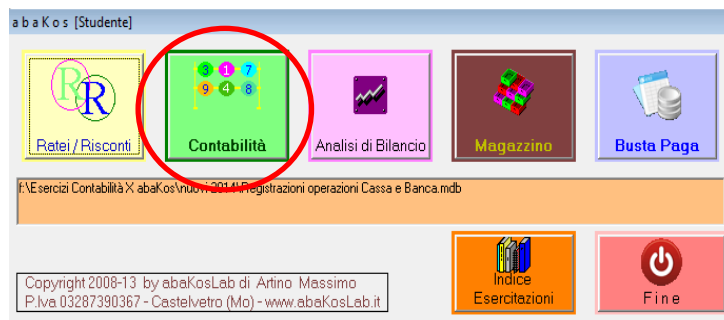 a b a K o s [Studente]
R R
3 1 7
9 4 8
Ratei / Risconti
Contabilità
Analisi di Bilancio
Magazzino
Busta Paga
f:\Esercizi Contabilità X abaKos\nuovi 2014\Registrazioni operazioni Cassa e Banca.mdb
Indice
Esercitazioni
Fine
Copyright 2008-13 by abaKosLab di Artino Massimo
P.Iva 03287390367 - Castelvetro (Mo) - www.abaKosLab.it